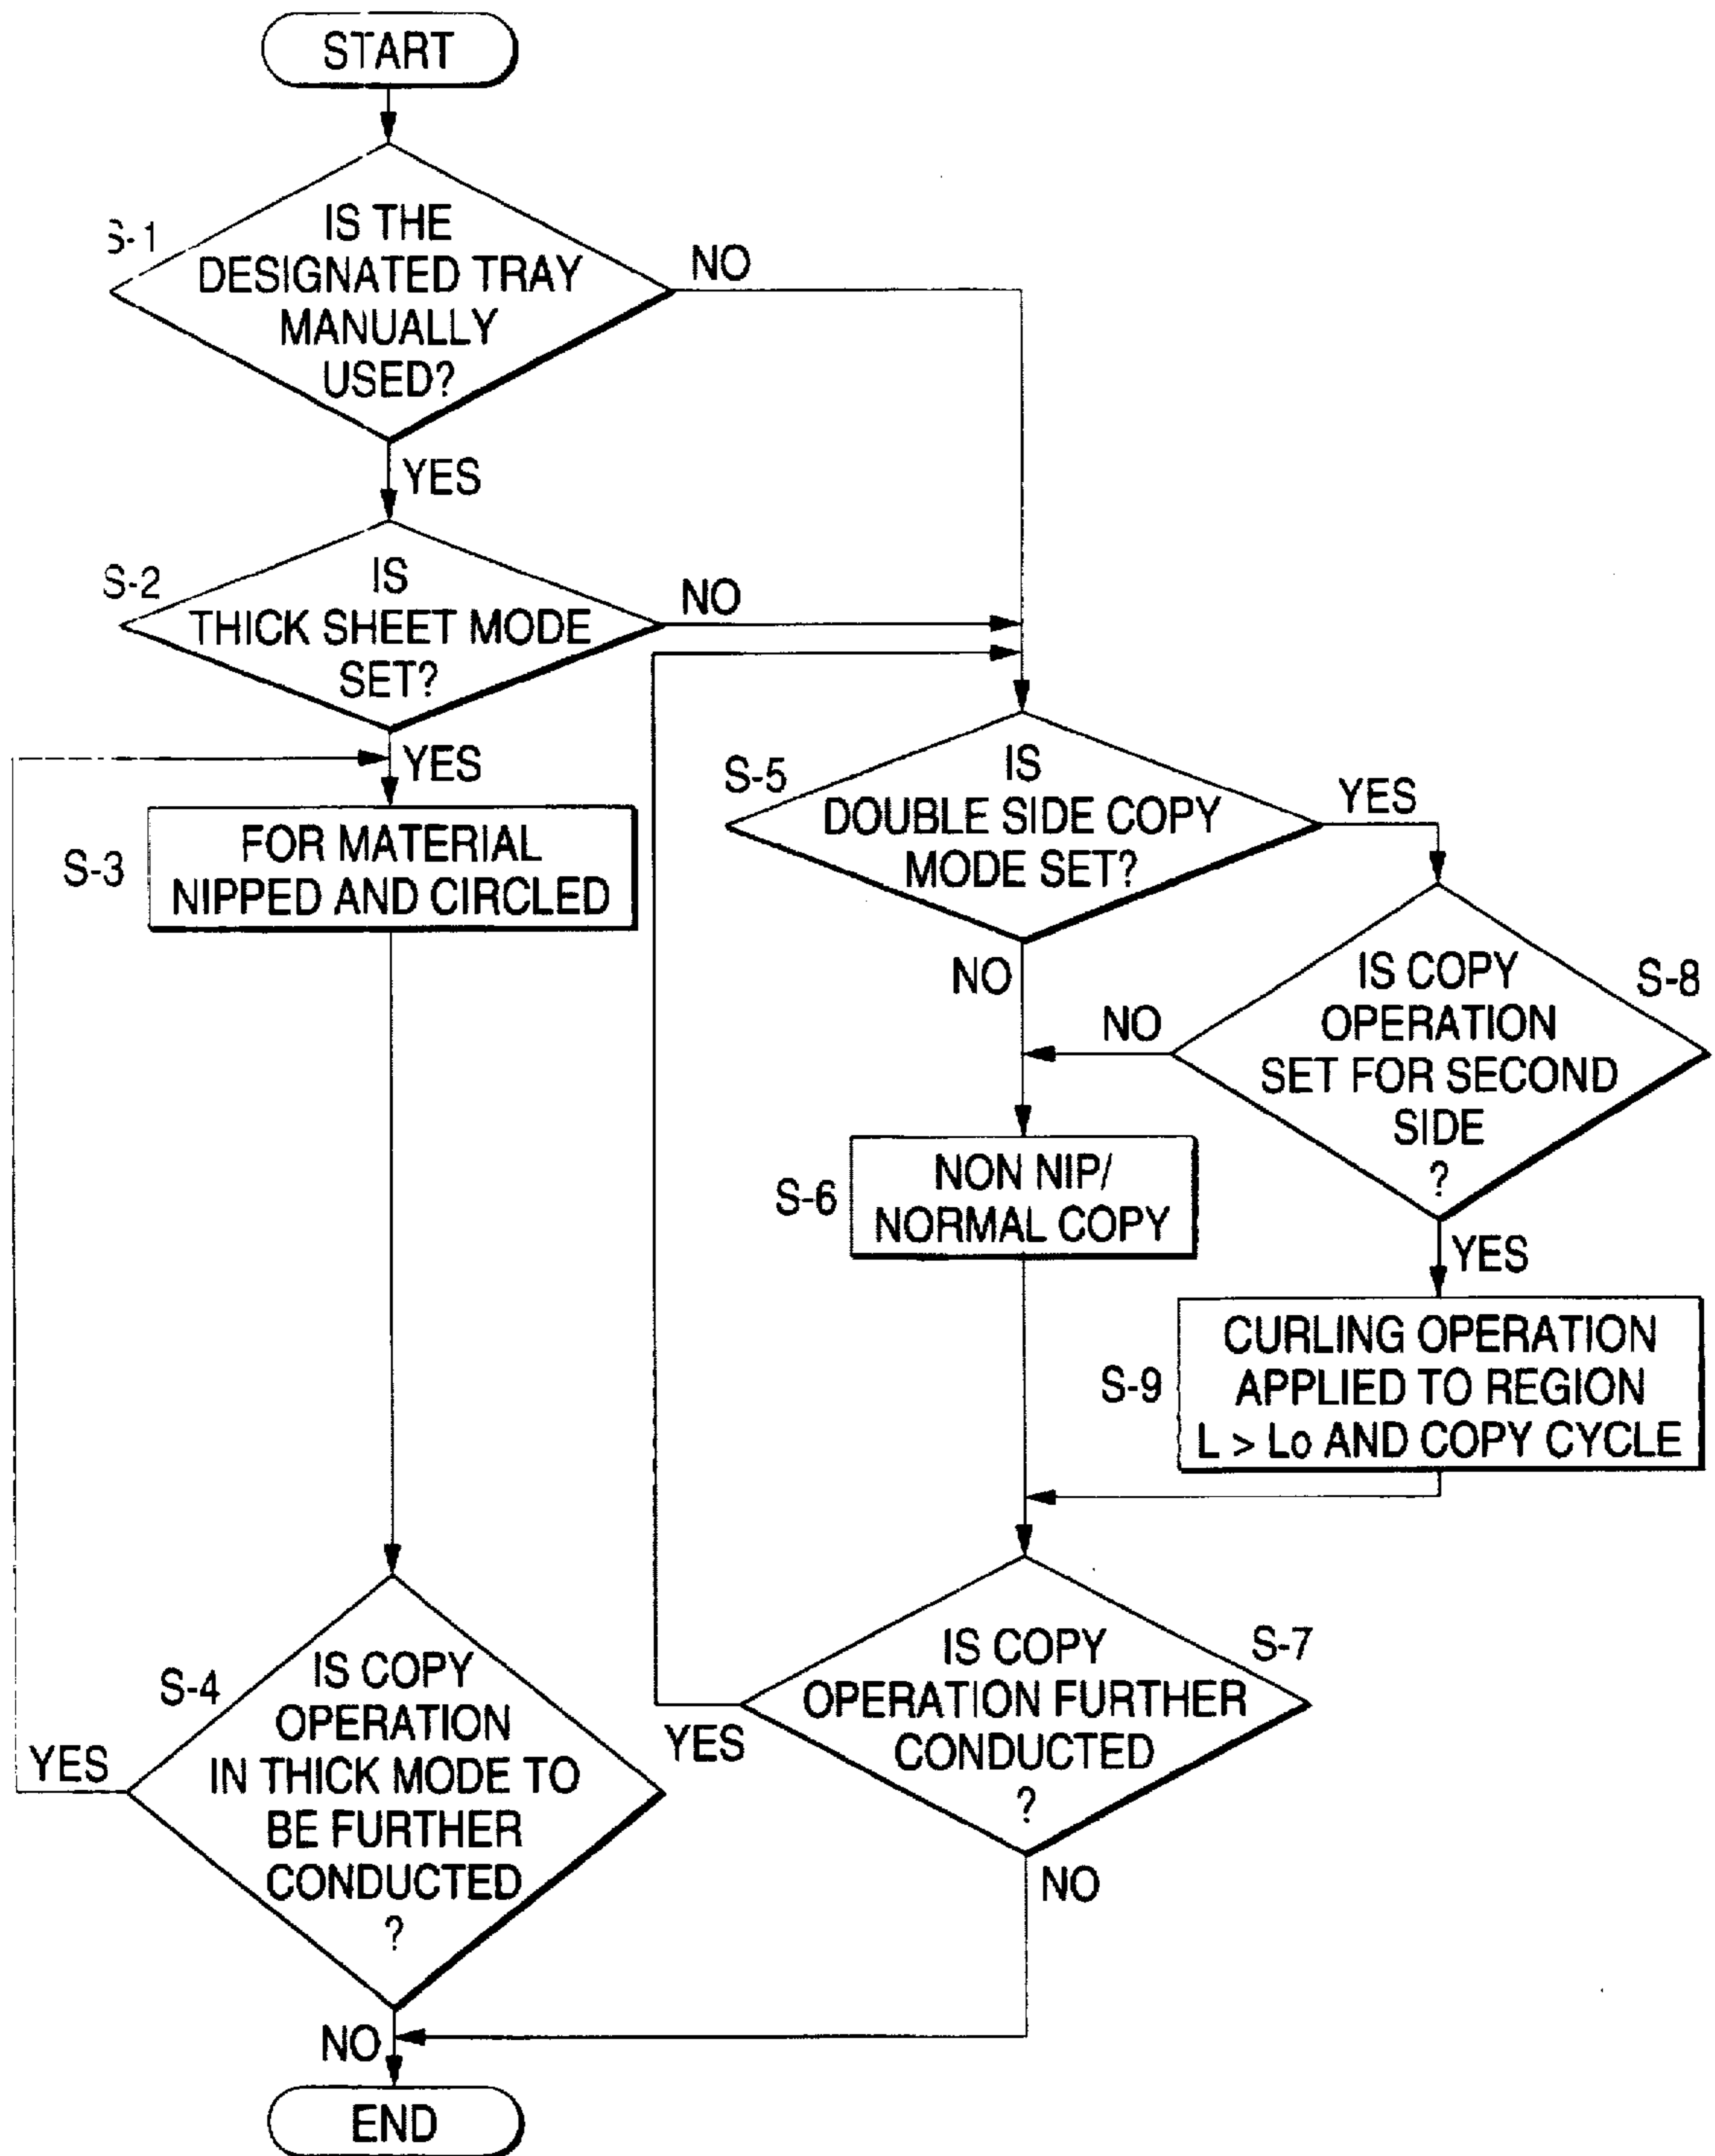 START
S-1
IS THE
DESIGNATED TRAY
MANUALLY
USED?
NO
YES
S-2
IS
THICK SHEET MODE
SET?
NO
YES
S-3
FOR MATERIAL
NIPPED AND CIRCLED
S-5
IS
DOUBLE SIDE COPY
MODE SET?
YES
NO
S-8
IS COPY
OPERATION
SET FOR SECOND
SIDE
?
NO
YES
S-6
NON NIP/
NORMAL COPY
S-9
CURLING OPERATION
APPLIED TO REGION
L > Lo AND COPY CYCLE
S-4
IS COPY
OPERATION
IN THICK MODE TO
BE FURTHER
CONDUCTED
?
YES
NO
S-7
IS COPY
OPERATION FURTHER
CONDUCTED
?
YES
NO
END